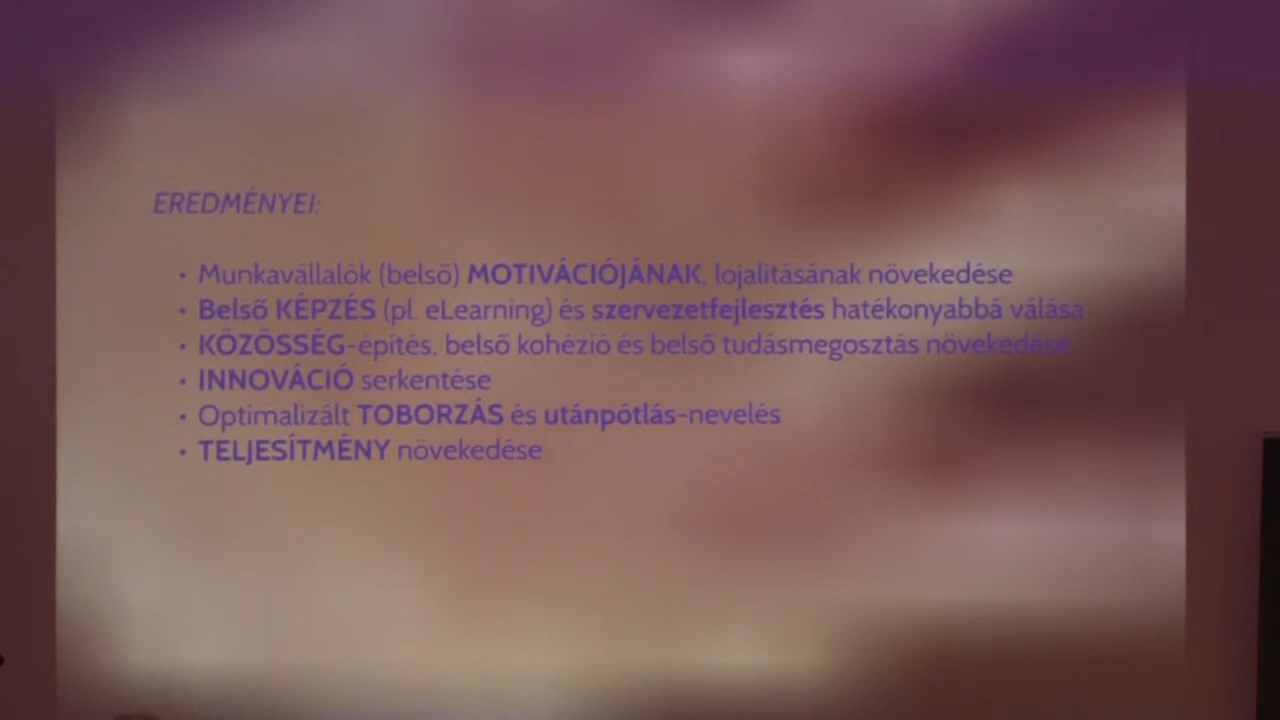 EREDMÉNYEI:
• Munkavállalók (belső) MOTIVÁCIÓJÁNAK, lojalitásának növekedése
• Belső KÉPZÉS (pl. eLearning) és szervezetfejlesztés hatékonyabbá válása
• KÖZÖSSÉG-építés, belső kohézió és belső tudásmegosztás növekedése
• INNOVÁCIÓ serkentése
• Optimalizált TOBORZÁS és utánpótlás-nevelés
• TELJESÍTMÉNY növekedése